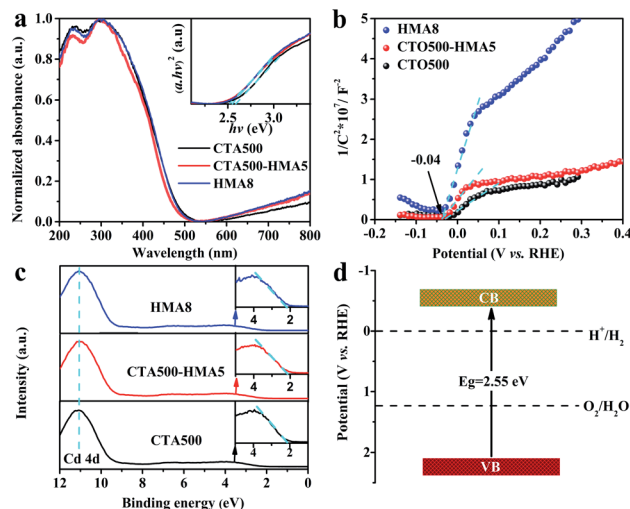 a
Normalized absorbance (a.u.)
1.0
0.8
0.6
0.4
0.2
0.0
200 300 400 500 600 700 800
Wavelength (nm)
(a.hν)² (a.u)
2.5 3.0
hν (eV)
CTA500
CTA500-HMA5
HMA8
b
1/C²*10⁷/ F⁻²
5
4
3
2
1
0
-0.2 -0.1 0.0 0.1 0.2 0.3 0.4
Potential (V vs. RHE)
HMA8
CTO500-HMA5
CTO500
-0.04
c
Intensity (a.u.)
HMA8
4 2
CTA500-HMA5
4 2
CTA500
4 2
Cd 4d
12 10 8 6 4 2 0
Binding energy (eV)
d
Potential (V vs. RHE)
-1
0
1
2
CB
H⁺/H₂
Eg=2.55 eV
O₂/H₂O
VB